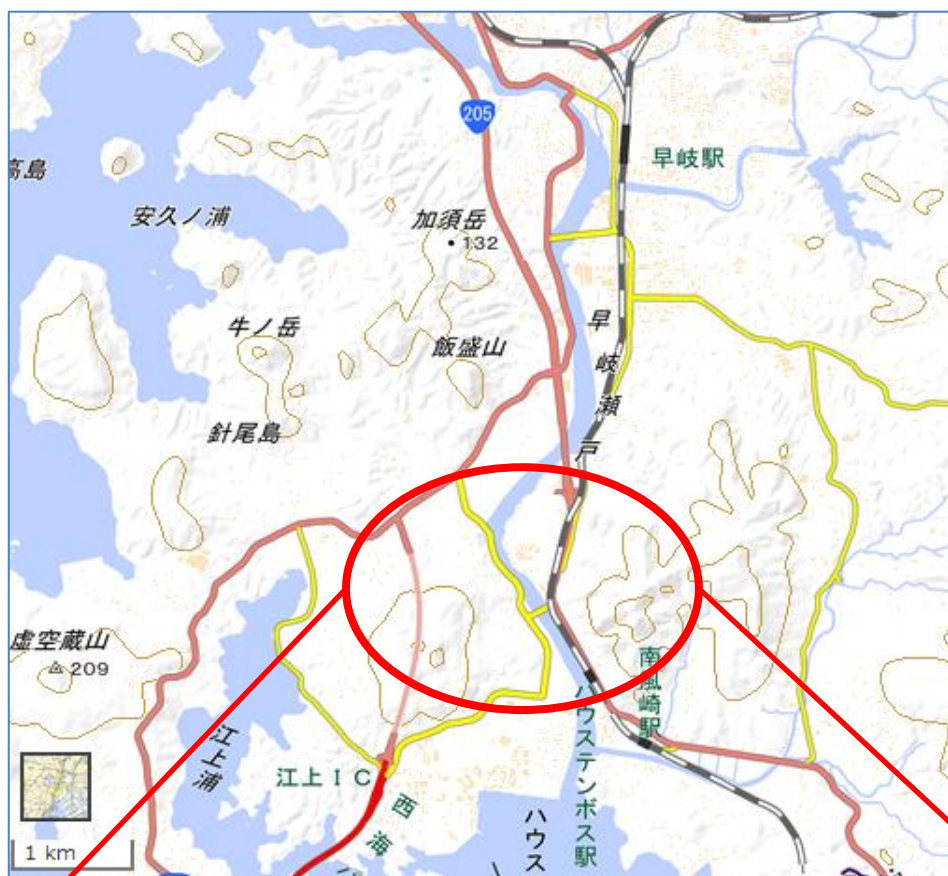 205
早岐駅
高島
安久ノ浦
加須岳
132
早岐瀬戸
牛ノ岳
飯盛山
針尾島
虚空蔵山
209
南風崎駅
江上浦
江上IC
西海
ハウステンボス駅
ハウス
1 km